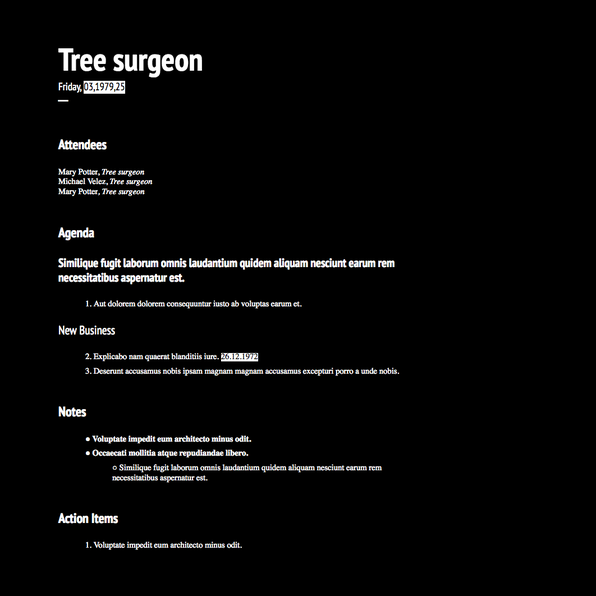 Tree surgeon
Friday, 03,1979,25
Attendees
Mary Potter, Tree surgeon
Michael Velez, Tree surgeon
Mary Potter, Tree surgeon
Agenda
Similique fugit laborum omnis laudantium quidem aliquam nesciunt earum rem
necessitatibus aspernatur est.
1. Aut dolorem dolorem consequuntur iusto ab voluptas earum et.
New Business
2. Explicabo nam quaerat blanditiis iure. 26.12.1972
3. Deserunt accusamus nobis ipsam magnam magnam accusamus excepturi porro a unde nobis.
Notes
● Voluptate impedit eum architecto minus odit.
● Occaecati mollitia atque repudiandae libero.
○ Similique fugit laborum omnis laudantium quidem aliquam nesciunt earum rem
necessitatibus aspernatur est.
Action Items
1. Voluptate impedit eum architecto minus odit.